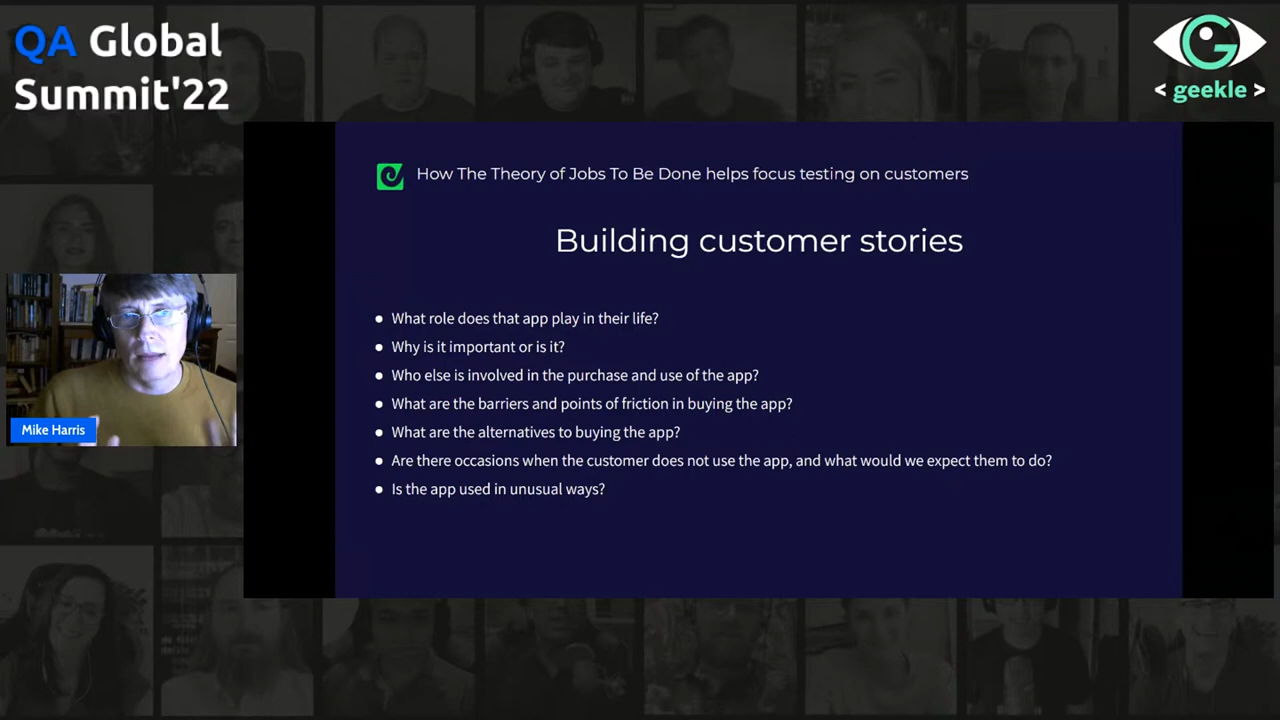 QA Global
Summit'22
< geekle >
How The Theory of Jobs To Be Done helps focus testing on customers
Building customer stories
● What role does that app play in their life?
● Why is it important or is it?
● Who else is involved in the purchase and use of the app?
● What are the barriers and points of friction in buying the app?
● What are the alternatives to buying the app?
● Are there occasions when the customer does not use the app, and what would we expect them to do?
● Is the app used in unusual ways?
Mike Harris